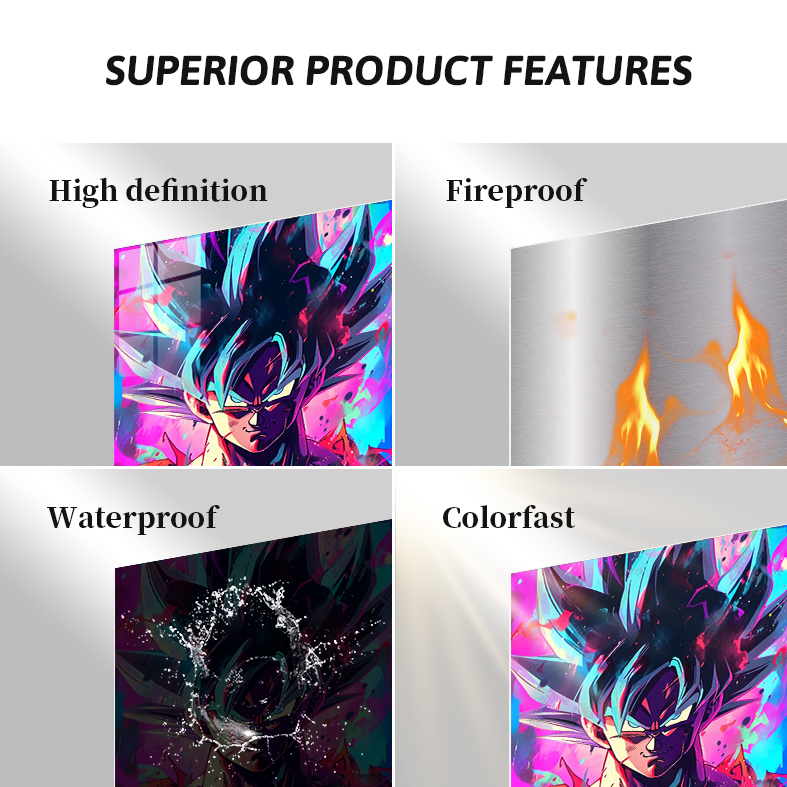 SUPERIOR PRODUCT FEATURES
High definition
Fireproof
Waterproof
Colorfast